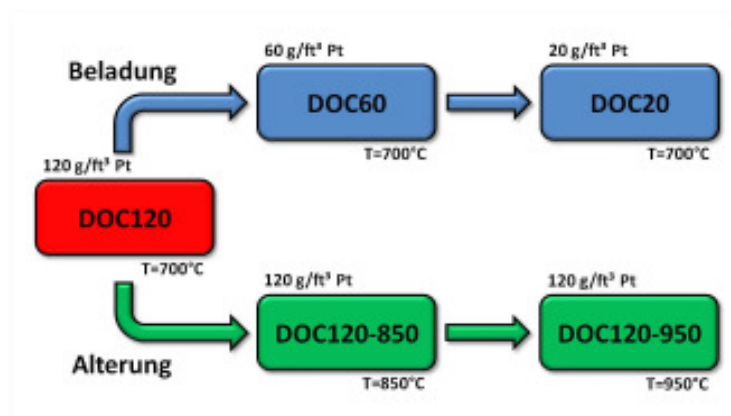 60 g/ft³ Pt
20 g/ft³ Pt
Beladung
DOC60
DOC20
T=700°C
T=700°C
120 g/ft³ Pt
DOC120
T=700°C
120 g/ft³ Pt
120 g/ft³ Pt
DOC120-850
DOC120-950
Alterung
T=850°C
T=950°C